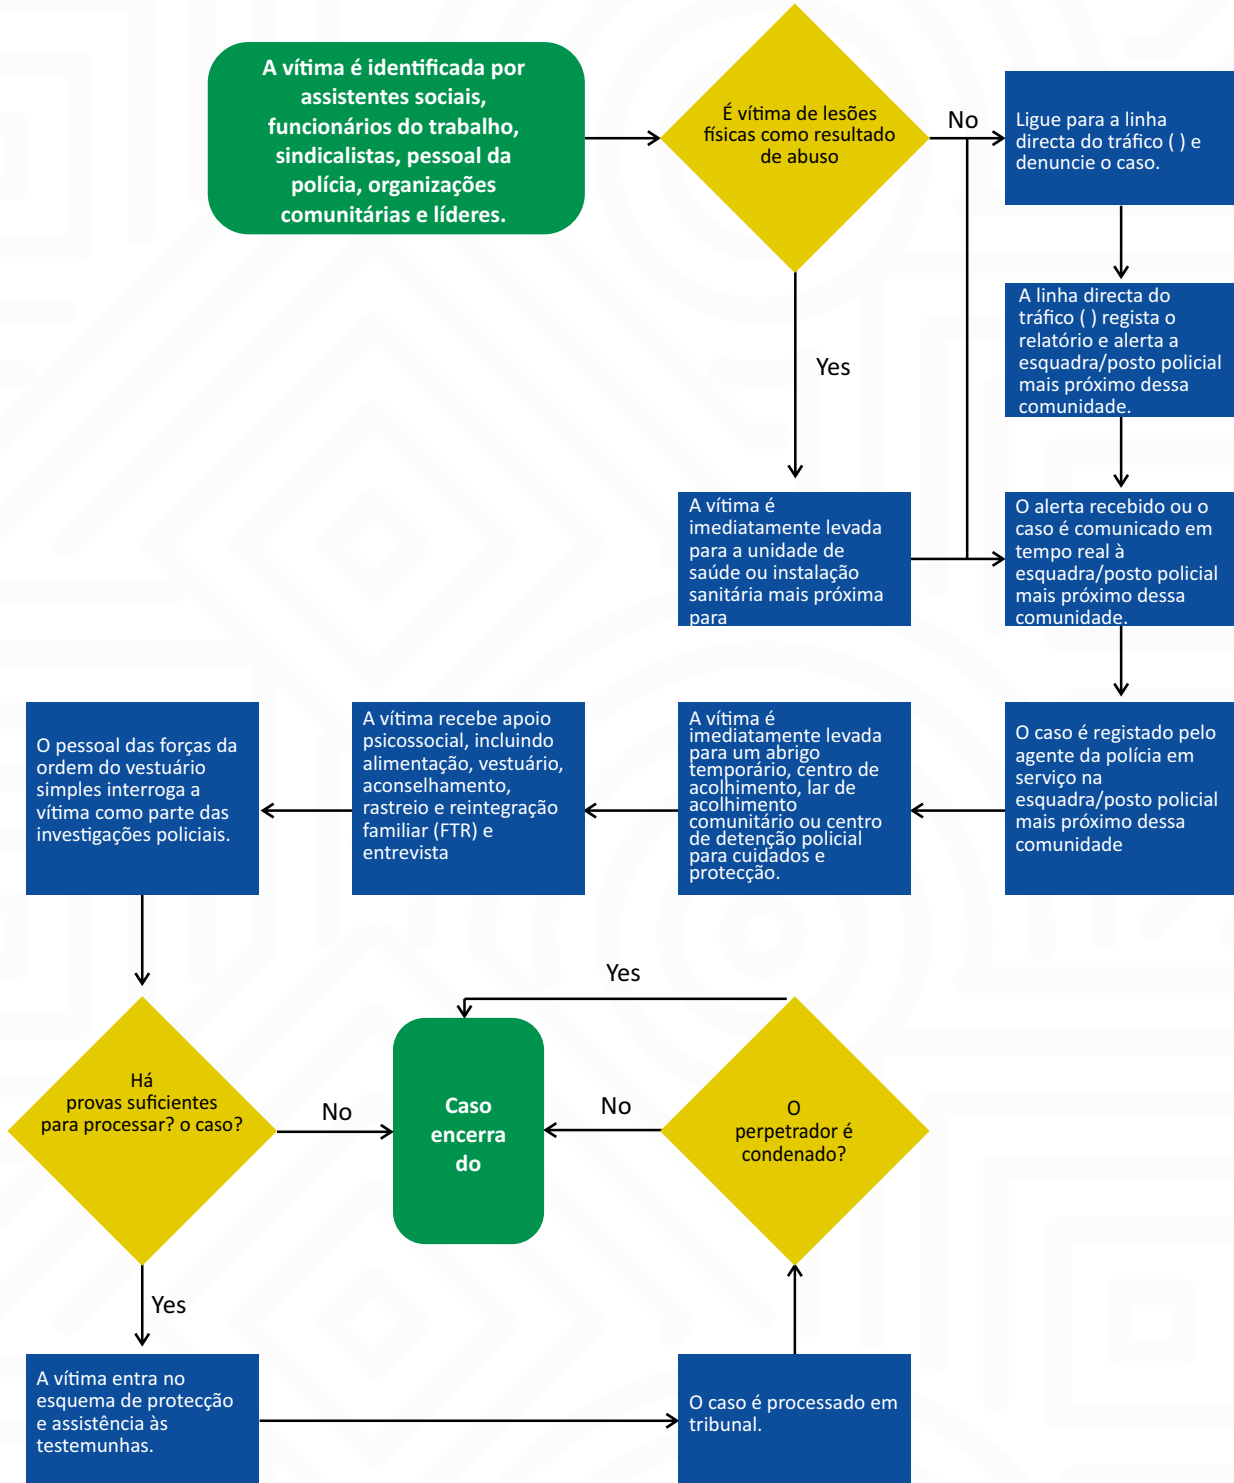 A vítima é identificada por
assistentes sociais,
funcionários do trabalho,
sindicalistas, pessoal da
polícia, organizações
comunitárias e líderes.
É vítima de lesões
físicas como resultado
de abuso
No
Ligue para a linha
directa do tráfico ( ) e
denuncie o caso.
A linha directa do
tráfico ( ) regista o
relatório e alerta a
esquadra/posto policial
mais próximo dessa
comunidade.
Yes
A vítima é
imediatamente levada
para a unidade de
saúde ou instalação
sanitária mais próxima
para
O alerta recebido ou o
caso é comunicado em
tempo real à
esquadra/posto policial
mais próximo dessa
comunidade.
O caso é registado pelo
agente da polícia em
serviço na
esquadra/posto policial
mais próximo dessa
comunidade
A vítima é
imediatamente levada
para um abrigo
temporário, centro de
acolhimento, lar de
acolhimento
comunitário ou centro
de detenção policial
para cuidados e
protecção.
A vítima recebe apoio
psicossocial, incluindo
alimentação, vestuário,
aconselhamento,
rastreio e reintegração
familiar (FTR) e
entrevista
O pessoal das forças da
ordem do vestuário
simples interroga a
vítima como parte das
investigações policiais.
Há
provas suficientes
para processar? o caso?
No
Yes
A vítima entra no
esquema de protecção
e assistência às
testemunhas.
O caso é processado em
tribunal.
O
perpetrador é
condenado?
No
Yes
Caso
encerra
do